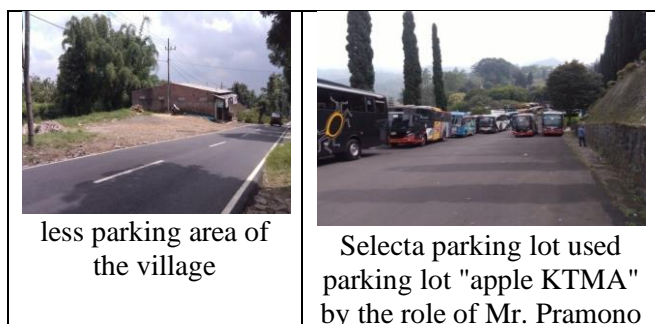 less parking area of
the village
Selecta parking lot used
parking lot "apple KTMA"
by the role of Mr. Pramono